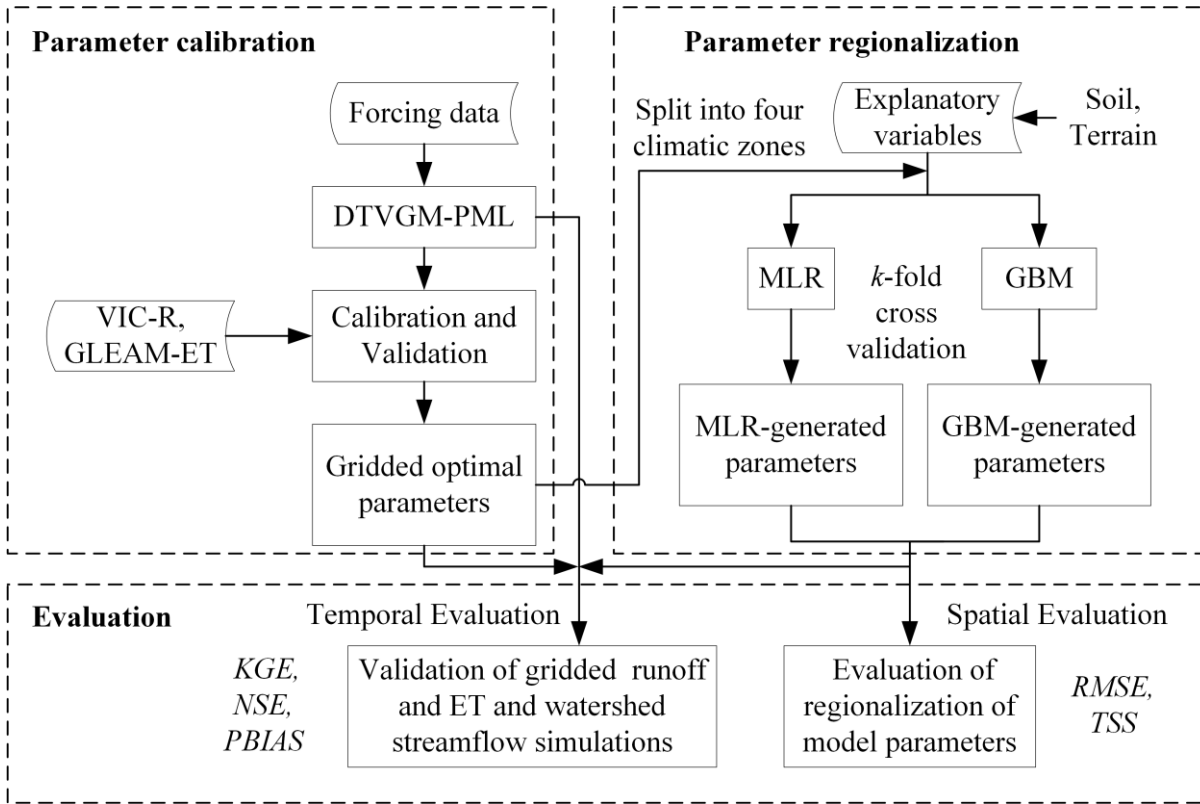 Parameter calibration
Forcing data
DTVGM-PML
VIC-R,
GLEAM-ET
Calibration and
Validation
Gridded optimal
parameters
Parameter regionalization
Split into four
climatic zones
Explanatory
variables
Soil,
Terrain
MLR
k-fold
cross
validation
GBM
MLR-generated
parameters
GBM-generated
parameters
Evaluation
Temporal Evaluation
KGE,
NSE,
PBIAS
Validation of gridded runoff
and ET and watershed
streamflow simulations
Spatial Evaluation
Evaluation of
regionalization of
model parameters
RMSE,
TSS